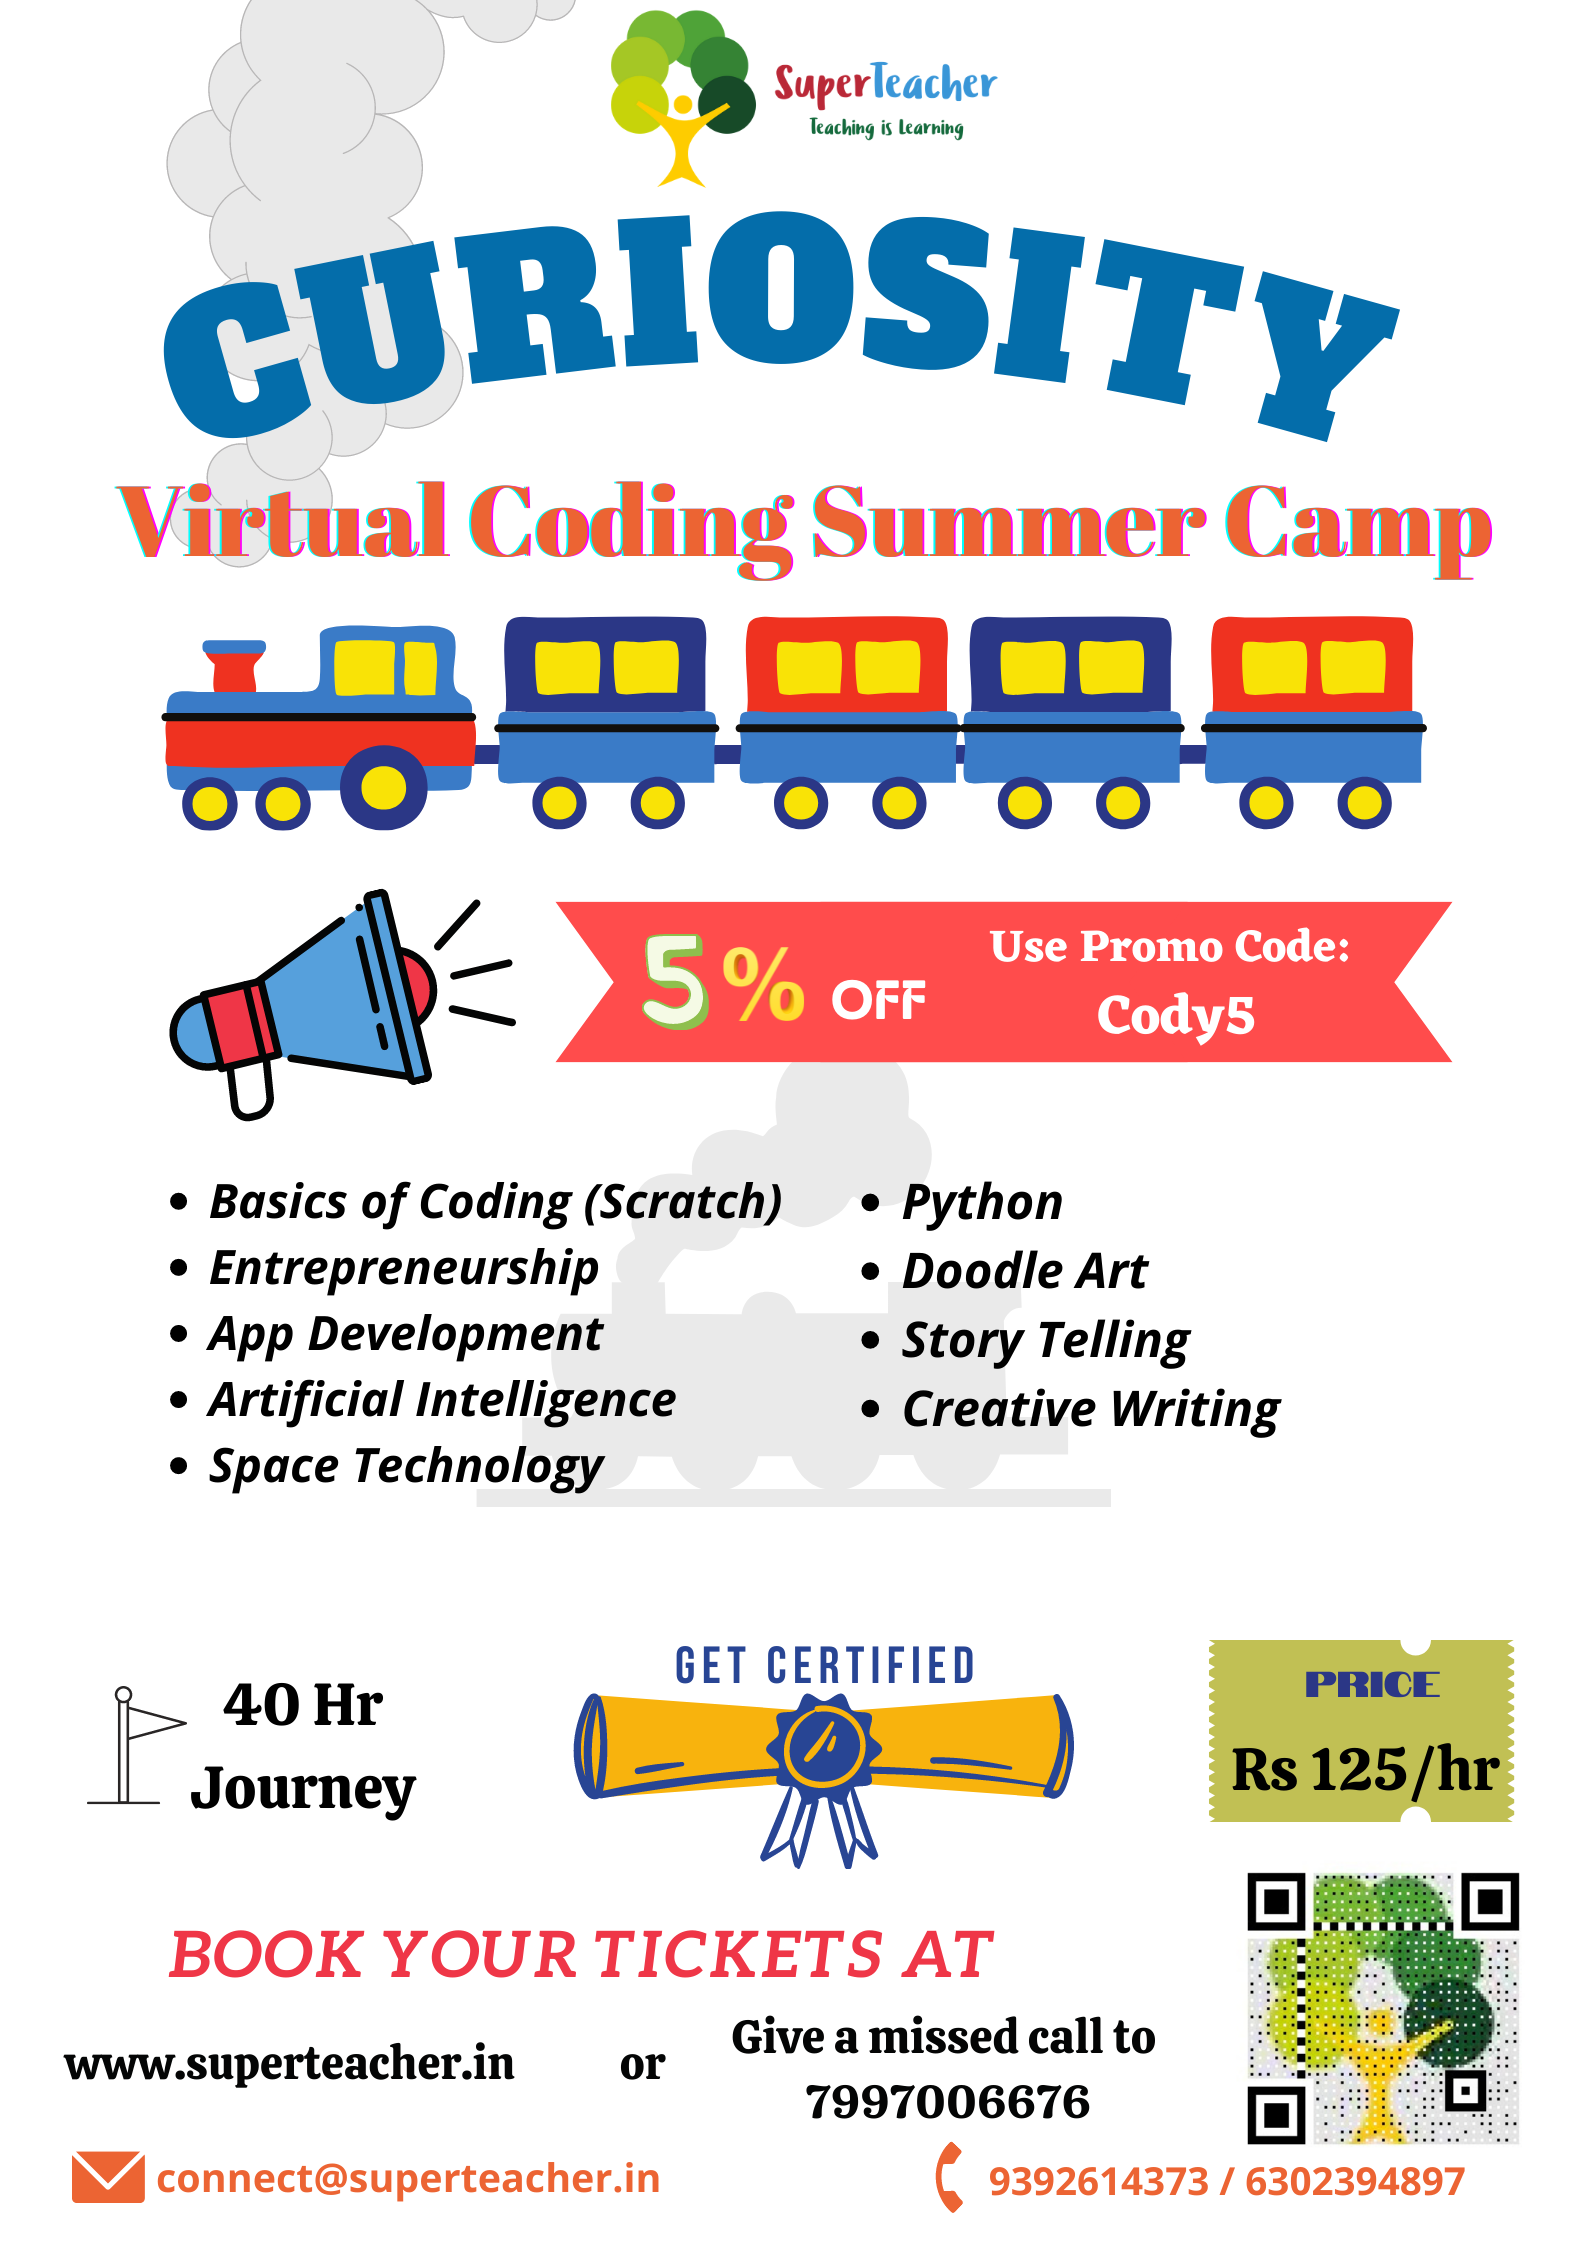 SuperTeacher
Teaching is Learning
CURIOSITY
Virtual Coding Summer Camp
5% OFF
Use Promo Code:
Cody5
Basics of Coding (Scratch)
Entrepreneurship
App Development
Artificial Intelligence
Space Technology
Python
Doodle Art
Story Telling
Creative Writing
40 Hr
Journey
GET CERTIFIED
PRICE
Rs 125/hr
BOOK YOUR TICKETS AT
www.superteacher.in
or
Give a missed call to
7997006676
connect@superteacher.in
9392614373 / 6302394897